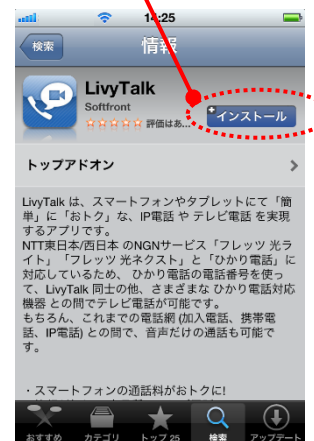 14:25
検索
情報
LivyTalk
Softfront
評価はあ...
インストール
トップアドオン
LivyTalk は、スマートフォンやタブレットにて「簡
単」に「おトク」な、IP電話 や テレビ電話 を実現
するアプリです。
NTT東日本/西日本 のNGNサービス「フレッツ 光ラ
イト」「フレッツ 光ネクスト」と「ひかり電話」に
対応しているため、 ひかり電話の電話番号を使っ
て、LivyTalk 同士の他、さまざまな ひかり電話対応
機器 との間でテレビ電話が可能です。
もちろん、これまでの電話網 (加入電話、携帯電
話、IP電話) との間で、音声だけの通話も可能で
す。
・スマートフォンの通話料がおトクに!
おすすめ カテゴリ トップ 25 検索 アップデート